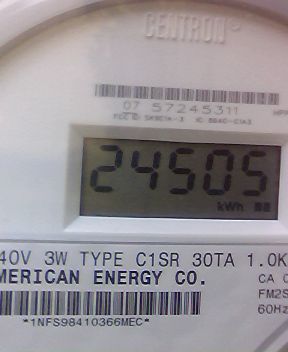 CENTRON
07 57245311
24505
kWh
40V 3W TYPE C1SR 30TA 1.0K
MERICAN ENERGY CO.
CA
FM2S
60Hz
*1NFS98410366MEC*